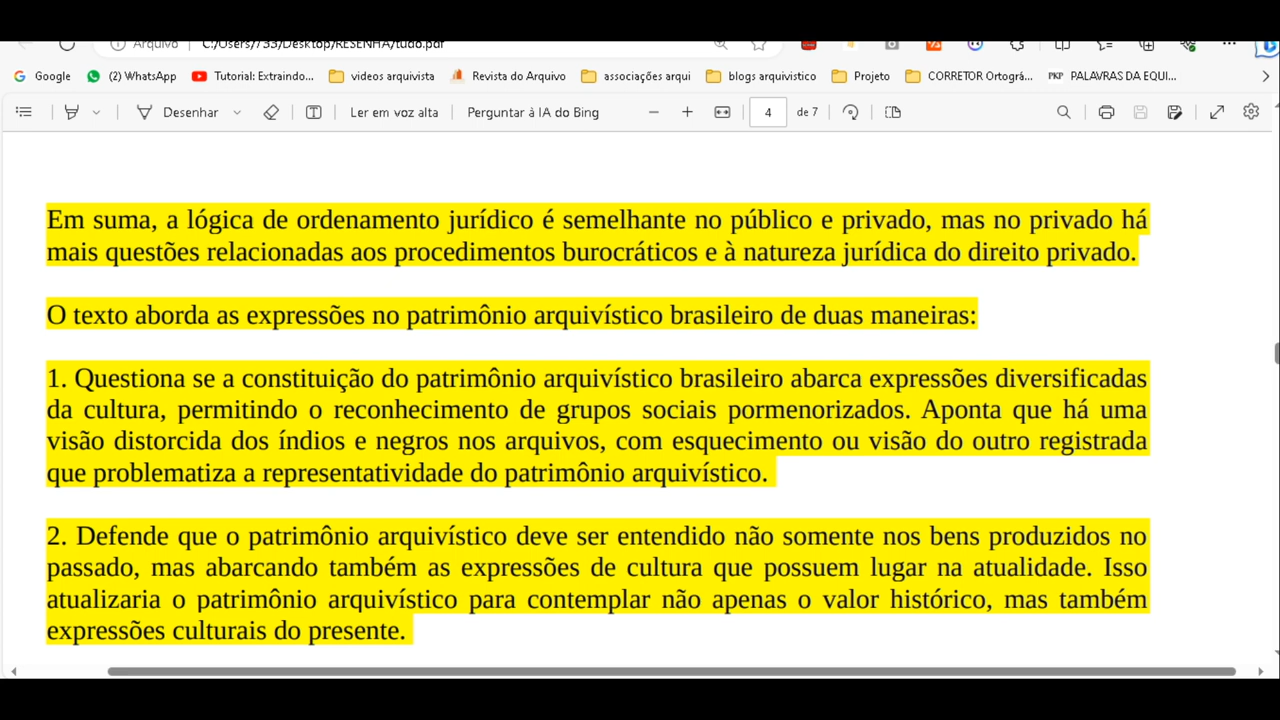 Arquivo C:/Users/733/Desktop/RESENHA/tudo.pdf
Google (2) WhatsApp Tutorial: Extraindo... videos arquivista Revista do Arquivo associações arqui blogs arquivistico Projeto CORRETOR Ortográ... PKP PALAVRAS DA EQUI...
Desenhar Ler em voz alta Perguntar à IA do Bing 4 de 7
Em suma, a lógica de ordenamento jurídico é semelhante no público e privado, mas no privado há
mais questões relacionadas aos procedimentos burocráticos e à natureza jurídica do direito privado.
O texto aborda as expressões no patrimônio arquivístico brasileiro de duas maneiras:
1. Questiona se a constituição do patrimônio arquivístico brasileiro abarca expressões diversificadas
da cultura, permitindo o reconhecimento de grupos sociais pormenorizados. Aponta que há uma
visão distorcida dos índios e negros nos arquivos, com esquecimento ou visão do outro registrada
que problematiza a representatividade do patrimônio arquivístico.
2. Defende que o patrimônio arquivístico deve ser entendido não somente nos bens produzidos no
passado, mas abarcando também as expressões de cultura que possuem lugar na atualidade. Isso
atualizaria o patrimônio arquivístico para contemplar não apenas o valor histórico, mas também
expressões culturais do presente.